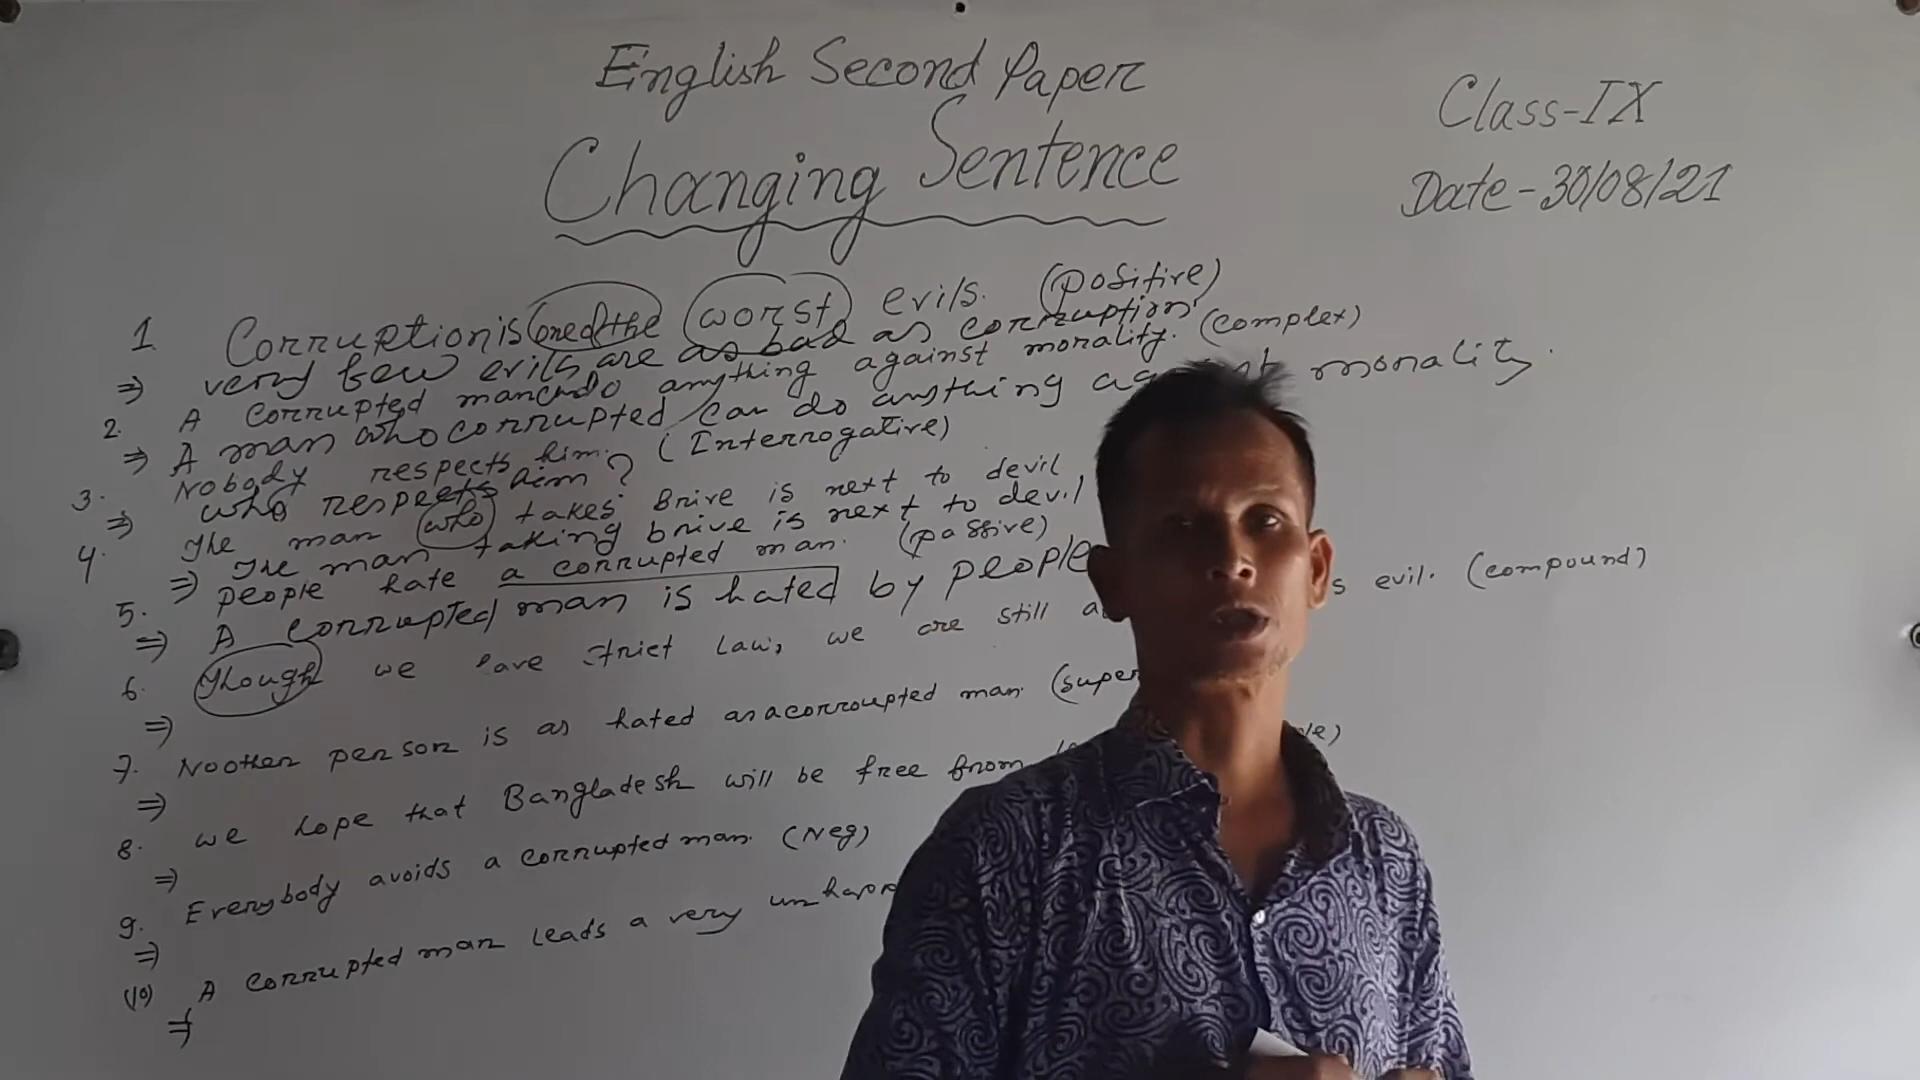 English Second Paper
Changing Sentence
Class-IX
Date-30/08/21
1 Corruption is one of the worst evils. (positive)
⇒ very few evils are as bad as corruption.
2. A corrupted man can do anything against morality. (complex)
⇒ A man who corrupted can do anything morality.
3. Nobody respects him. (Interrogative)
⇒ who respects him?
4. The man who takes Brive is next to devil
⇒ The man taking brive is next to devil
5. people hate a corrupted man. (passive)
⇒ A corrupted man is hated by people
6. Though we have strict law, we are still evil. (compound)
⇒
7. No other person is as hated as a corroupted man. (super
⇒
8. we hope that Bangladesh will be free from
⇒
9. Everybody avoids a corrupted man. (Neg)
⇒
(10) A corrupted man leads a very
⇒